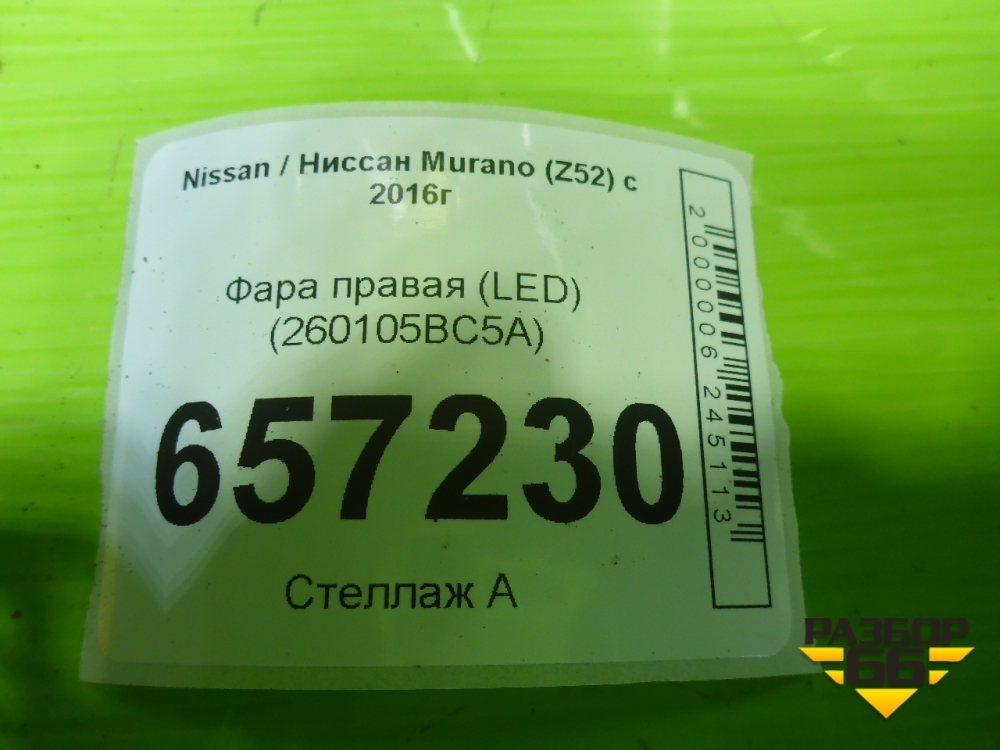 Nissan / Ниссан Murano (Z52) с
2016г
Фара правая (LED)
(260105BC5A)
657230
Стеллаж А
2000006245113
РАЗБОР
66